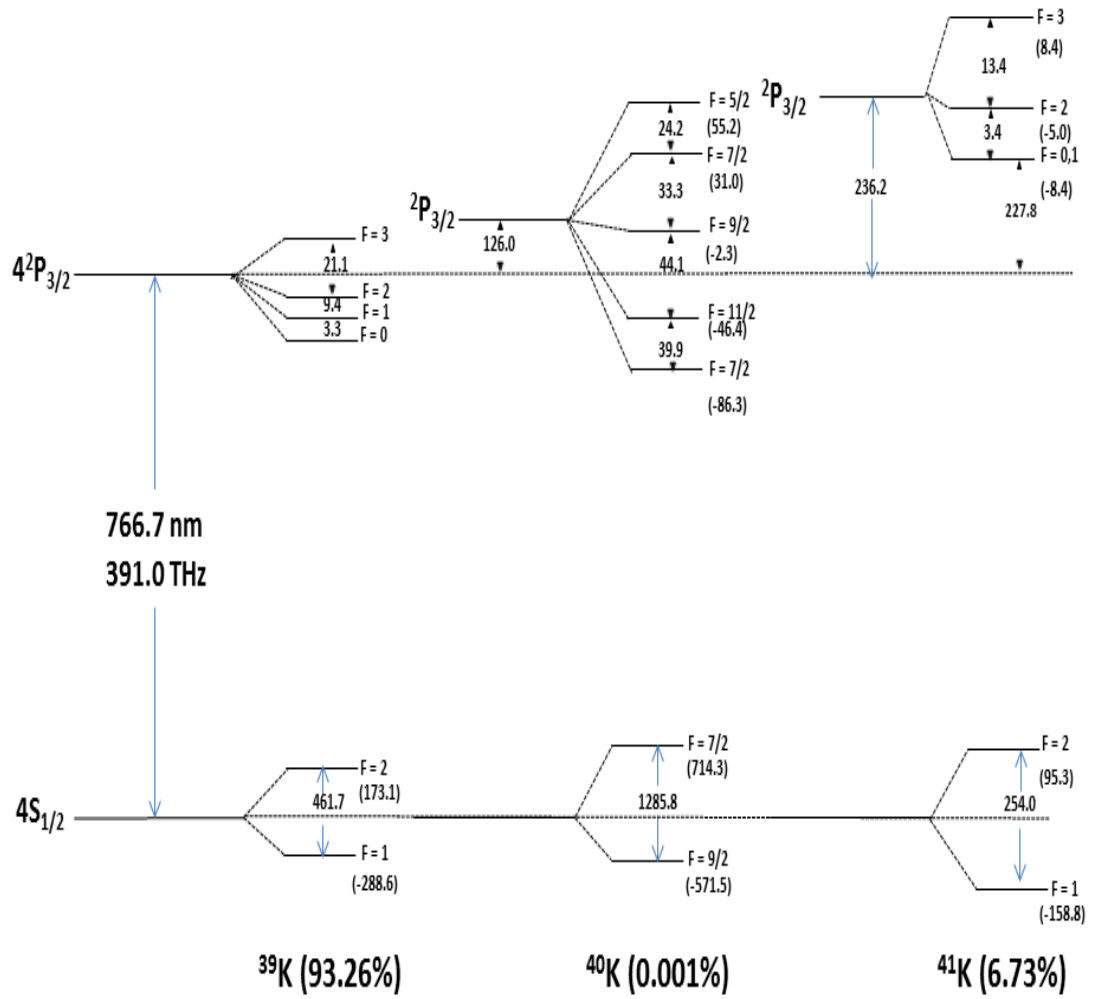 F = 3
(8.4)
13.4
²P₃/₂
F = 2
(-5.0)
3.4
F = 0,1
(-8.4)
236.2
227.8
F = 5/2
(55.2)
24.2
F = 7/2
(31.0)
33.3
²P₃/₂
F = 9/2
(-2.3)
126.0
44.1
F = 11/2
(-46.4)
39.9
F = 7/2
(-86.3)
4²P₃/₂
F = 3
21.1
F = 2
9.4
F = 1
3.3
F = 0
766.7 nm
391.0 THz
4S₁/₂
F = 2
(173.1)
461.7
F = 1
(-288.6)
F = 7/2
(714.3)
1285.8
F = 9/2
(-571.5)
F = 2
(95.3)
254.0
F = 1
(-158.8)
³⁹K (93.26%)
⁴⁰K (0.001%)
⁴¹K (6.73%)